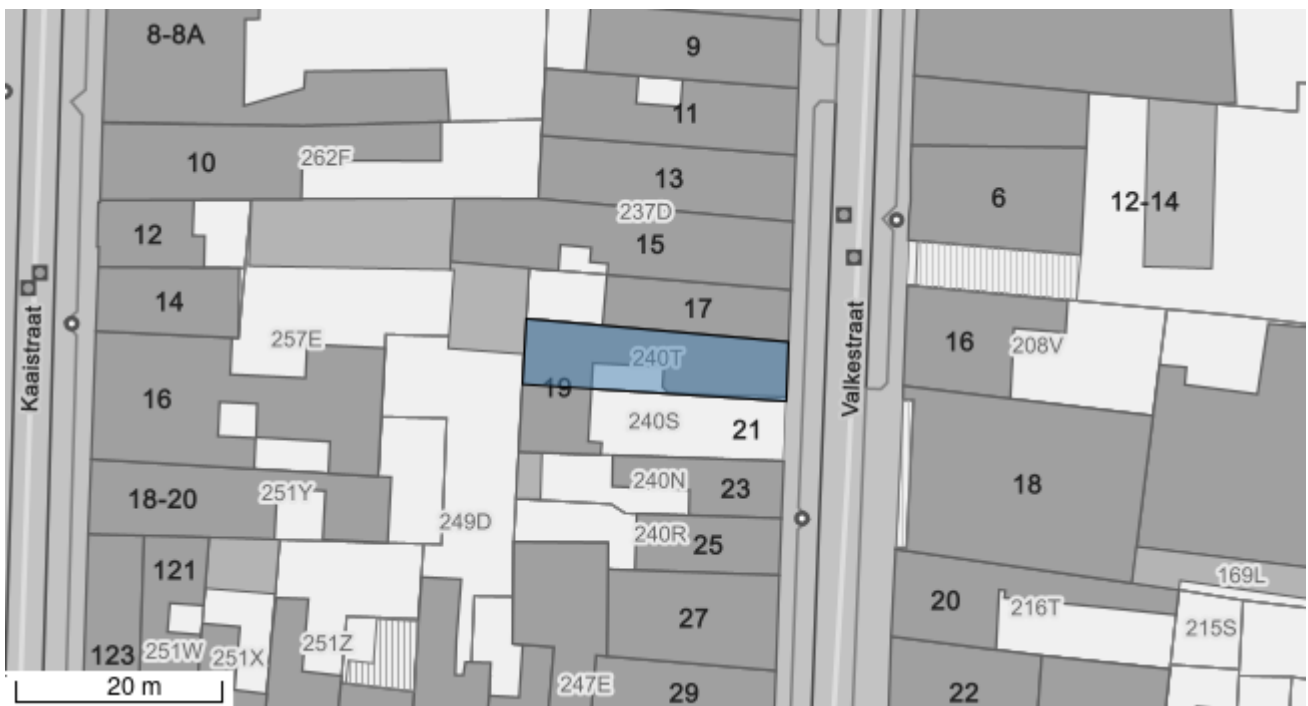 8-8A
9
11
10
262F
13
6
12-14
12
237D
15
14
17
Kaaistraat
Valkestraat
257E
240T
16
208V
16
19
240S
21
18
18-20
251Y
240N
23
249D
240R
25
121
169L
20
216T
27
215S
123
251W
251X
251Z
247E
29
22
20 m